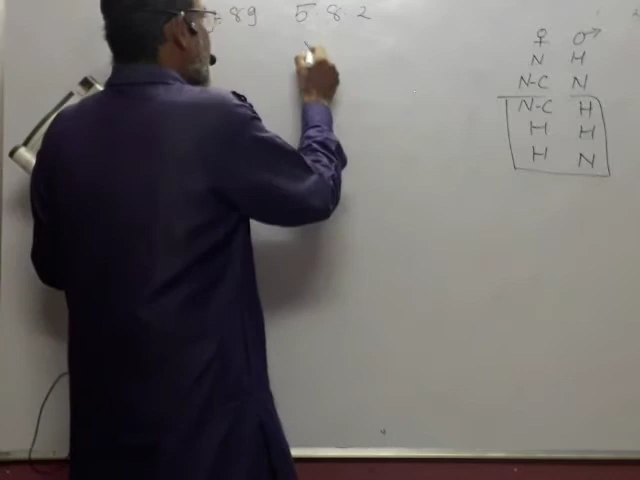 = 89 5 8 2
♀ ♂
N H
N-C N
N-C H
H H
H N